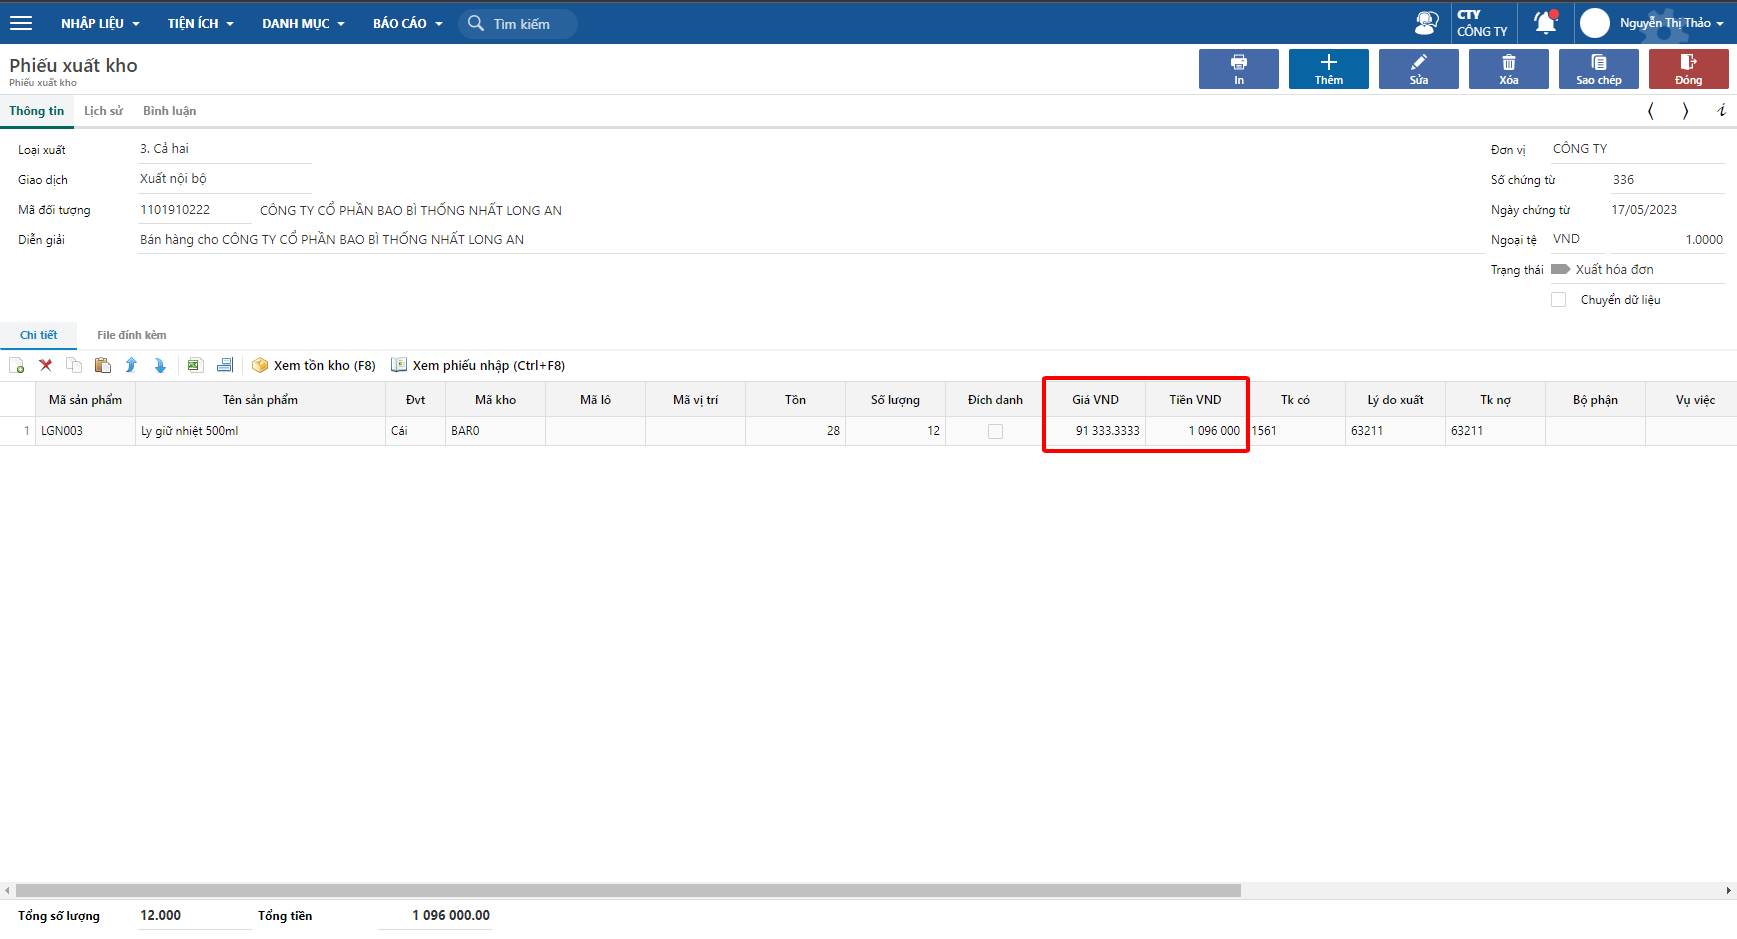 NHẬP LIỆU TIỆN ÍCH DANH MỤC BÁO CÁO Tìm kiếm CTY Nguyễn Thị Thảo
CÔNG TY
Phiếu xuất kho
Phiếu xuất kho
In Thêm Sửa Xóa Sao chép Đóng
Thông tin Lịch sử Bình luận
Loại xuất 3. Cả hai Đơn vị CÔNG TY
Giao dịch Xuất nội bộ Số chứng từ 336
Mã đối tượng 1101910222 CÔNG TY CỔ PHẦN BAO BÌ THỐNG NHẤT LONG AN Ngày chứng từ 17/05/2023
Diễn giải Bán hàng cho CÔNG TY CỔ PHẦN BAO BÌ THỐNG NHẤT LONG AN Ngoại tệ VND 1.0000
Trạng thái Xuất hóa đơn
Chuyển dữ liệu
Chi tiết File đính kèm
Xem tồn kho (F8) Xem phiếu nhập (Ctrl+F8)
Mã sản phẩm Tên sản phẩm Đvt Mã kho Mã lô Mã vị trí Tồn Số lượng Đích danh Giá VND Tiền VND Tk có Lý do xuất Tk nợ Bộ phận Vụ việc
1 LGN003 Ly giữ nhiệt 500ml Cái BAR0 28 12 91 333.3333 1 096 000 1561 63211 63211
Tổng số lượng 12.000 Tổng tiền 1 096 000.00